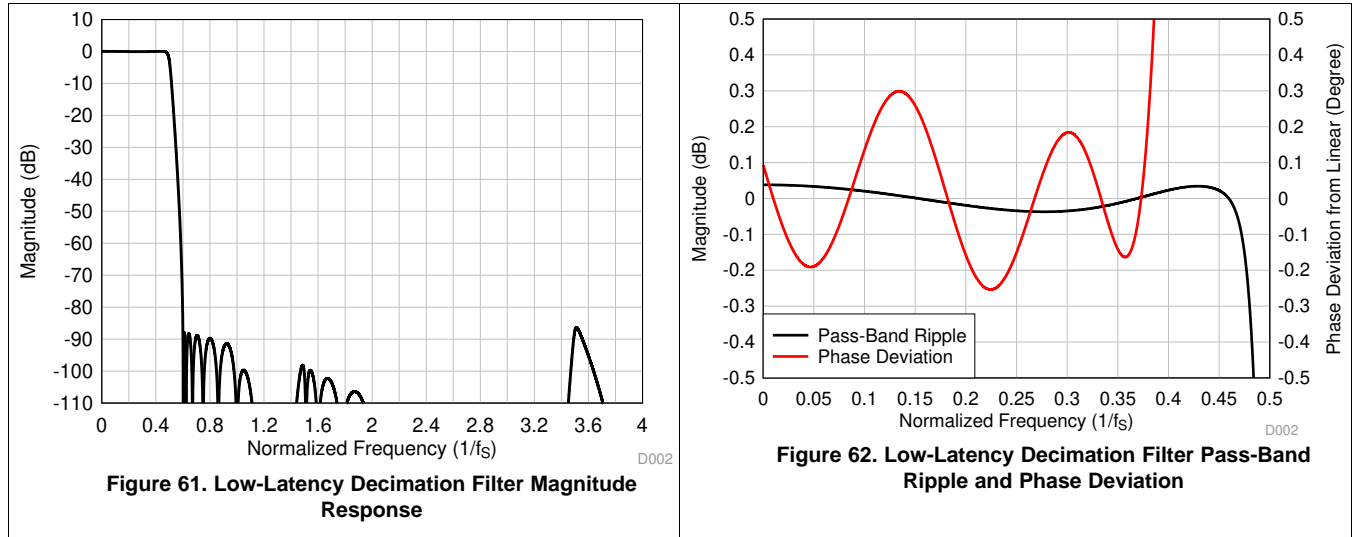 10
0
-10
-20
-30
-40
-50
-60
-70
-80
-90
-100
-110
Magnitude (dB)
0 0.4 0.8 1.2 1.6 2 2.4 2.8 3.2 3.6 4
Normalized Frequency (1/fS)
D002
Figure 61. Low-Latency Decimation Filter Magnitude
Response
0.5
0.4
0.3
0.2
0.1
0
-0.1
-0.2
-0.3
-0.4
-0.5
Magnitude (dB)
Pass-Band Ripple
Phase Deviation
0.5
0.4
0.3
0.2
0.1
0
-0.1
-0.2
-0.3
-0.4
-0.5
Phase Deviation from Linear (Degree)
0 0.05 0.1 0.15 0.2 0.25 0.3 0.35 0.4 0.45 0.5
Normalized Frequency (1/fS)
D002
Figure 62. Low-Latency Decimation Filter Pass-Band
Ripple and Phase Deviation